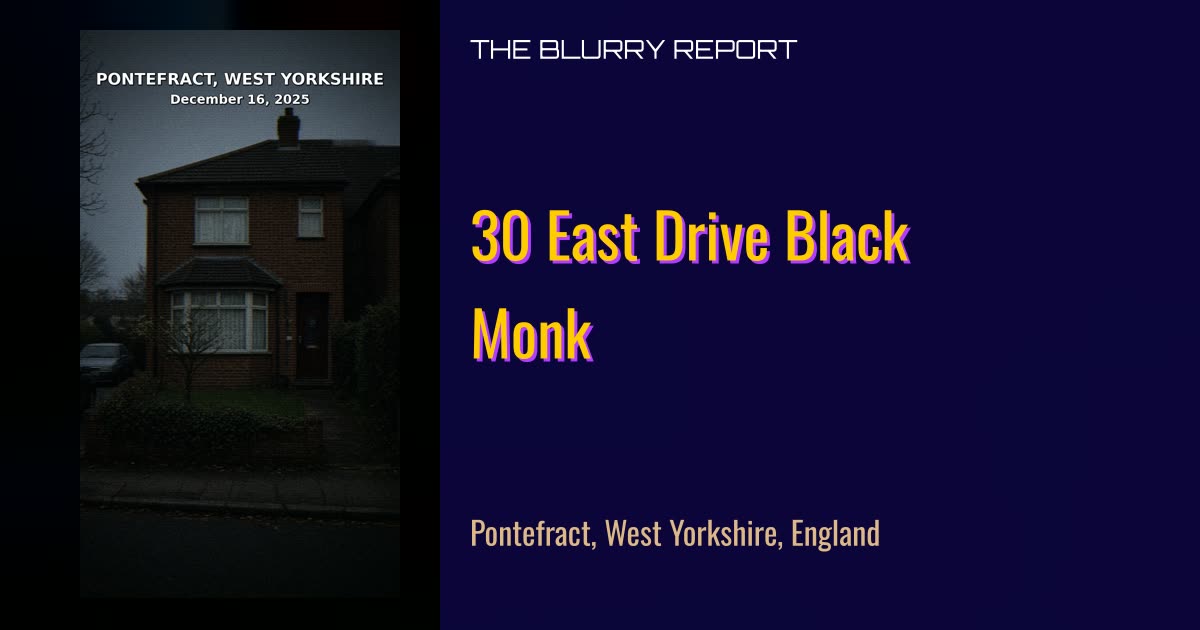 PONTEFRACT, WEST YORKSHIRE
December 16, 2025
THE BLURRY REPORT
30 East Drive Black
Monk
Pontefract, West Yorkshire, England